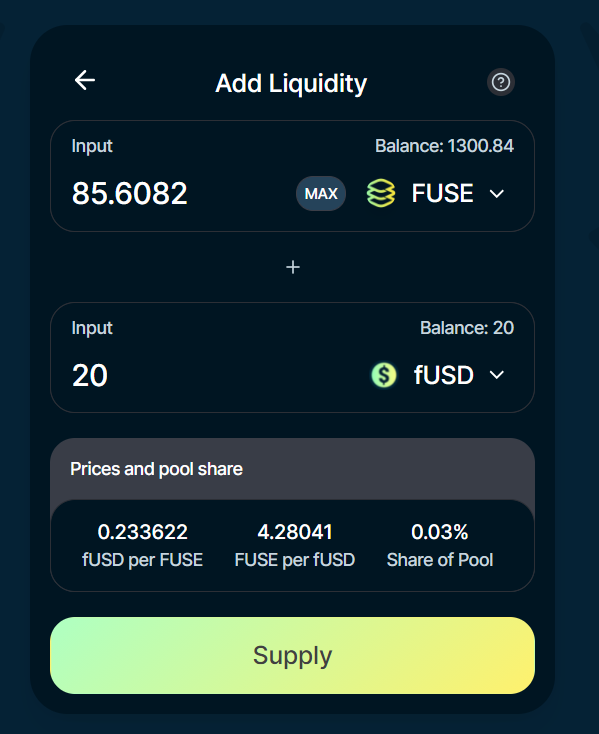 Add Liquidity
Input Balance: 1300.84
85.6082 MAX FUSE
+
Input Balance: 20
20 $ fUSD
Prices and pool share
0.233622 4.28041 0.03%
fUSD per FUSE FUSE per fUSD Share of Pool
Supply